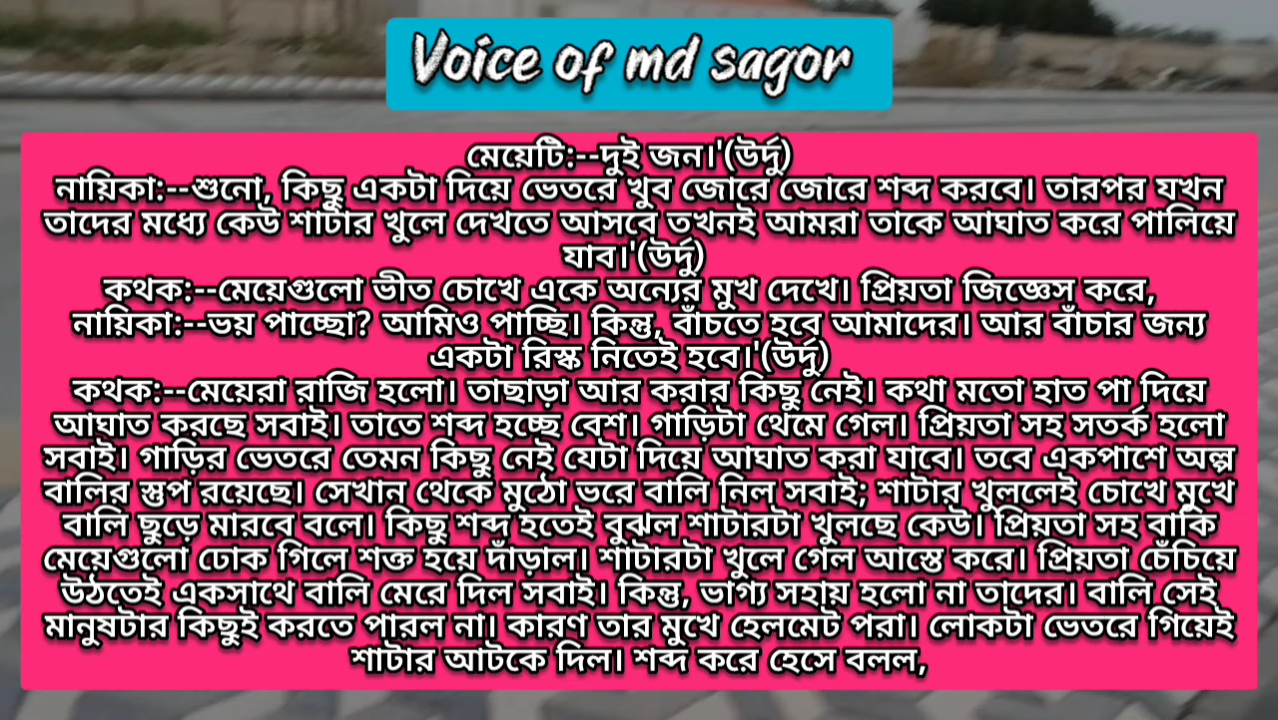 Voice of md sagor
মেয়েটি:--দুই জন।'(উর্দু)
নায়িকা:--শুনো, কিছু একটা দিয়ে ভেতরে খুব জোরে জোরে শব্দ করবে। তারপর যখন
তাদের মধ্যে কেউ শাটার খুলে দেখতে আসবে তখনই আমরা তাকে আঘাত করে পালিয়ে
যাব।'(উর্দু)
কথক:--মেয়েগুলো ভীত চোখে একে অন্যের মুখ দেখে। প্রিয়তা জিজ্ঞেস করে,
নায়িকা:--ভয় পাচ্ছো? আমিও পাচ্ছি। কিন্তু, বাঁচতে হবে আমাদের। আর বাঁচার জন্য
একটা রিস্ক নিতেই হবে।'(উর্দু)
কথক:--মেয়েরা রাজি হলো। তাছাড়া আর করার কিছু নেই। কথা মতো হাত পা দিয়ে
আঘাত করছে সবাই। তাতে শব্দ হচ্ছে বেশ। গাড়িটা থেমে গেল। প্রিয়তা সহ সতর্ক হলো
সবাই। গাড়ির ভেতরে তেমন কিছু নেই যেটা দিয়ে আঘাত করা যাবে। তবে একপাশে অল্প
বালির স্তুপ রয়েছে। সেখান থেকে মুঠো ভরে বালি নিল সবাই; শাটার খুললেই চোখে মুখে
বালি ছুড়ে মারবে বলে। কিছু শব্দ হতেই বুঝল শাটারটা খুলছে কেউ। প্রিয়তা সহ বাকি
মেয়েগুলো ঢোক গিলে শক্ত হয়ে দাঁড়াল। শাটারটা খুলে গেল আস্তে করে। প্রিয়তা চেঁচিয়ে
উঠতেই একসাথে বালি মেরে দিল সবাই। কিন্তু, ভাগ্য সহায় হলো না তাদের। বালি সেই
মানুষটার কিছুই করতে পারল না। কারণ তার মুখে হেলমেট পরা। লোকটা ভেতরে গিয়েই
শাটার আটকে দিল। শব্দ করে হেসে বলল,